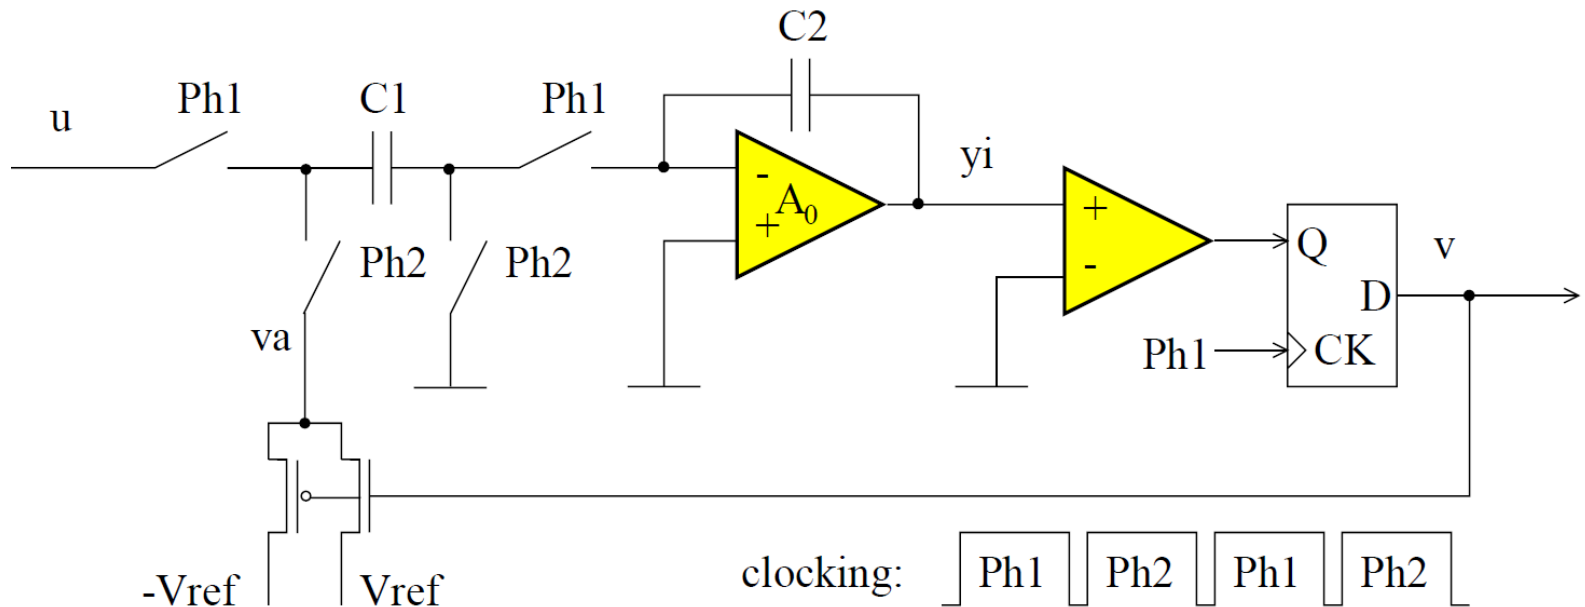 C2
Ph1
C1
Ph1
u
yi
-
A0
+
+
-
Q
v
Ph2
Ph2
D
va
Ph1
CK
-Vref
Vref
clocking:
Ph1
Ph2
Ph1
Ph2